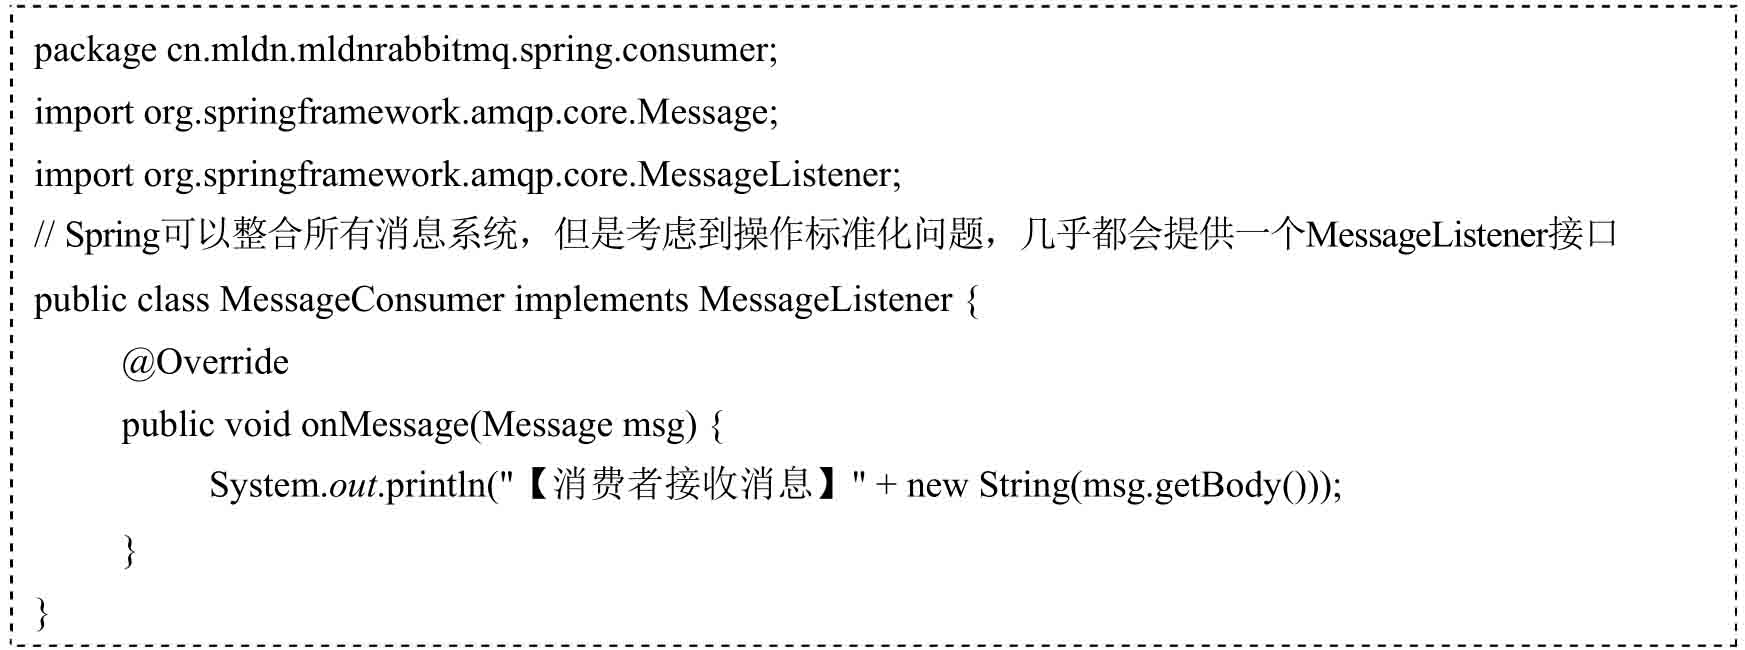 package cn.mldn.mldnrabbitmq.spring.consumer;
import org.springframework.amqp.core.Message;
import org.springframework.amqp.core.MessageListener;
// Spring可以整合所有消息系统，但是考虑到操作标准化问题，几乎都会提供一个MessageListener接口
public class MessageConsumer implements MessageListener {
@Override
public void onMessage(Message msg) {
System.out.println("【消费者接收消息】" + new String(msg.getBody()));
}
}